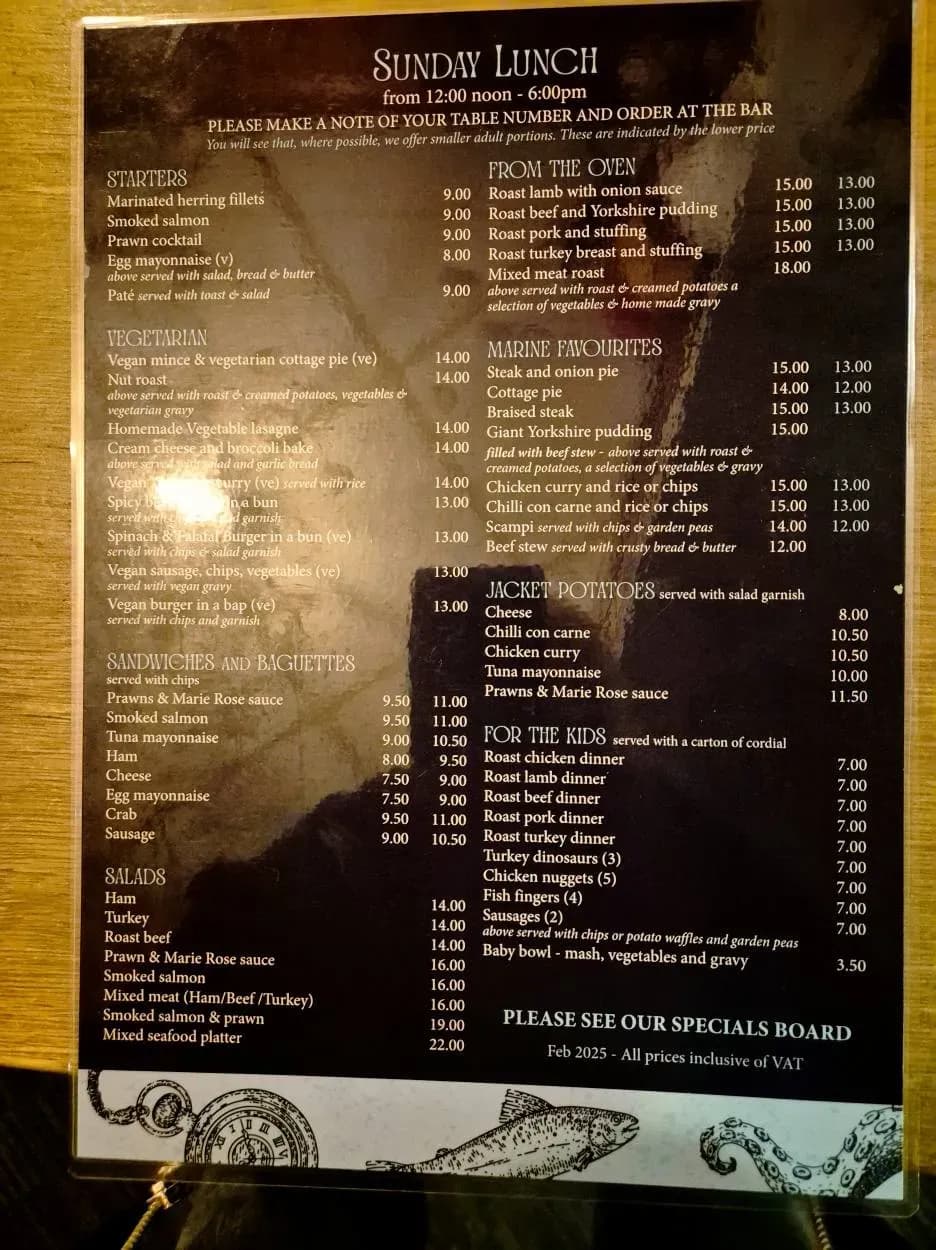 SUNDAY LUNCH
from 12:00 noon - 6:00pm
PLEASE MAKE A NOTE OF YOUR TABLE NUMBER AND ORDER AT THE BAR
You will see that, where possible, we offer smaller adult portions. These are indicated by the lower price
STARTERS
Marinated herring fillets 9.00
Smoked salmon 9.00
Prawn cocktail 9.00
Egg mayonnaise (v) 8.00
above served with salad, bread & butter
Paté served with toast & salad 9.00
VEGETARIAN
Vegan mince & vegetarian cottage pie (ve) 14.00
Nut roast 14.00
above served with roast & creamed potatoes, vegetables &
vegetarian gravy
Homemade Vegetable lasagne 14.00
Cream cheese and broccoli bake 14.00
above served with salad and garlic bread
Vegan curry (ve) served with rice 14.00
Spicy in a bun 13.00
served with garnish
Spinach & Falafal Burger in a bun (ve) 13.00
served with chips & salad garnish
Vegan sausage, chips, vegetables (ve) 13.00
served with vegan gravy
Vegan burger in a bap (ve) 13.00
served with chips and garnish
SANDWICHES AND BAGUETTES
served with chips
Prawns & Marie Rose sauce 9.50 11.00
Smoked salmon 9.50 11.00
Tuna mayonnaise 9.00 10.50
Ham 8.00 9.50
Cheese 7.50 9.00
Egg mayonnaise 7.50 9.00
Crab 9.50 11.00
Sausage 9.00 10.50
SALADS
Ham 14.00
Turkey 14.00
Roast beef 14.00
Prawn & Marie Rose sauce 16.00
Smoked salmon 16.00
Mixed meat (Ham/Beef /Turkey) 16.00
Smoked salmon & prawn 19.00
Mixed seafood platter 22.00
FROM THE OVEN
Roast lamb with onion sauce 15.00 13.00
Roast beef and Yorkshire pudding 15.00 13.00
Roast pork and stuffing 15.00 13.00
Roast turkey breast and stuffing 15.00 13.00
Mixed meat roast 18.00
above served with roast & creamed potatoes a
selection of vegetables & home made gravy
MARINE FAVOURITES
Steak and onion pie 15.00 13.00
Cottage pie 14.00 12.00
Braised steak 15.00 13.00
Giant Yorkshire pudding 15.00
filled with beef stew - above served with roast &
creamed potatoes, a selection of vegetables & gravy
Chicken curry and rice or chips 15.00 13.00
Chilli con carne and rice or chips 15.00 13.00
Scampi served with chips & garden peas 14.00 12.00
Beef stew served with crusty bread & butter 12.00
JACKET POTATOES served with salad garnish
Cheese 8.00
Chilli con carne 10.50
Chicken curry 10.50
Tuna mayonnaise 10.00
Prawns & Marie Rose sauce 11.50
FOR THE KIDS served with a carton of cordial
Roast chicken dinner 7.00
Roast lamb dinner 7.00
Roast beef dinner 7.00
Roast pork dinner 7.00
Roast turkey dinner 7.00
Turkey dinosaurs (3) 7.00
Chicken nuggets (5) 7.00
Fish fingers (4) 7.00
Sausages (2) 7.00
above served with chips or potato waffles and garden peas
Baby bowl - mash, vegetables and gravy 3.50
PLEASE SEE OUR SPECIALS BOARD
Feb 2025 - All prices inclusive of VAT